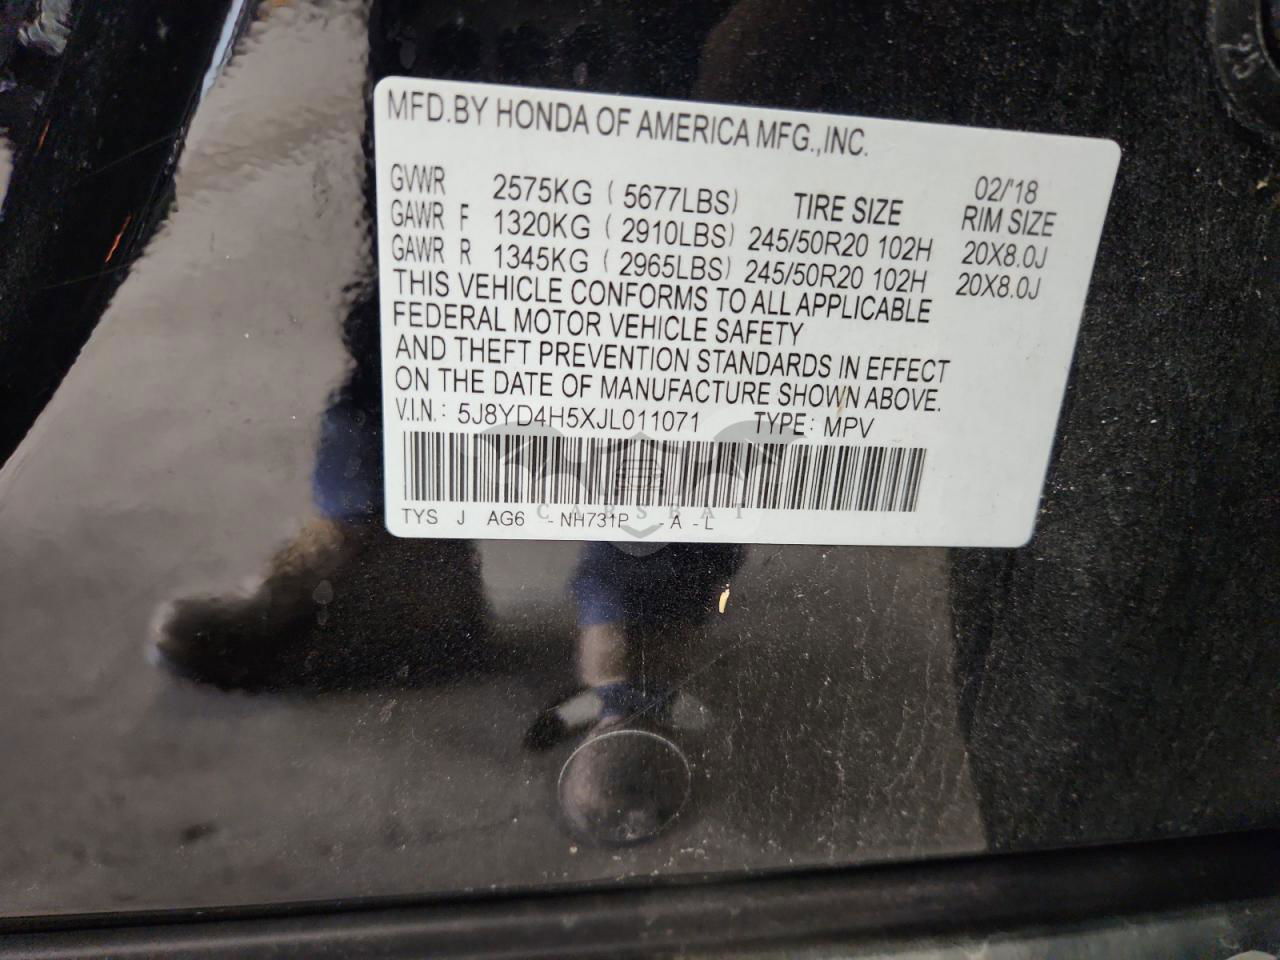 MFD.BY HONDA OF AMERICA MFG.,INC.
02/'18
GVWR 2575KG ( 5677LBS) TIRE SIZE RIM SIZE
GAWR F 1320KG ( 2910LBS) 245/50R20 102H 20X8.0J
GAWR R 1345KG ( 2965LBS) 245/50R20 102H 20X8.0J
THIS VEHICLE CONFORMS TO ALL APPLICABLE
FEDERAL MOTOR VEHICLE SAFETY
AND THEFT PREVENTION STANDARDS IN EFFECT
ON THE DATE OF MANUFACTURE SHOWN ABOVE.
V.I.N.: 5J8YD4H5XJL011071 TYPE: MPV
CARSBAT
TYS J AG6 - NH731P - A - L